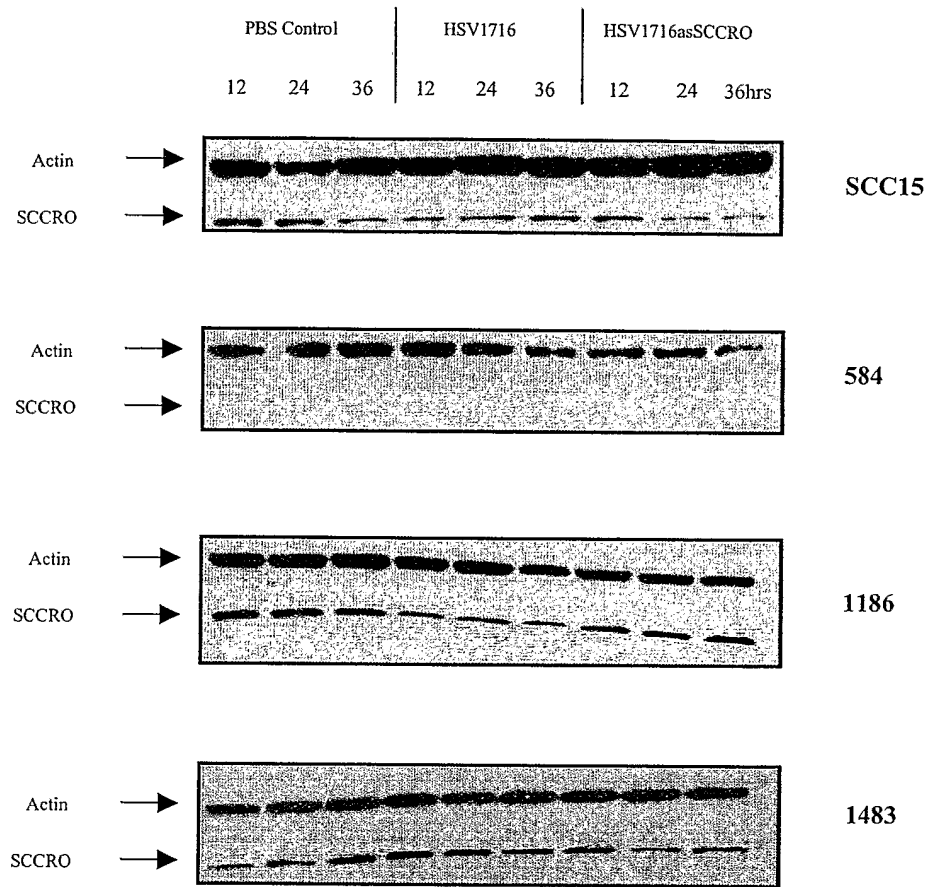 PBS Control HSV1716 HSV1716asSCCRO
12 24 36 12 24 36 12 24 36hrs
Actin
SCCRO
SCC15
Actin
SCCRO
584
Actin
SCCRO
1186
Actin
SCCRO
1483